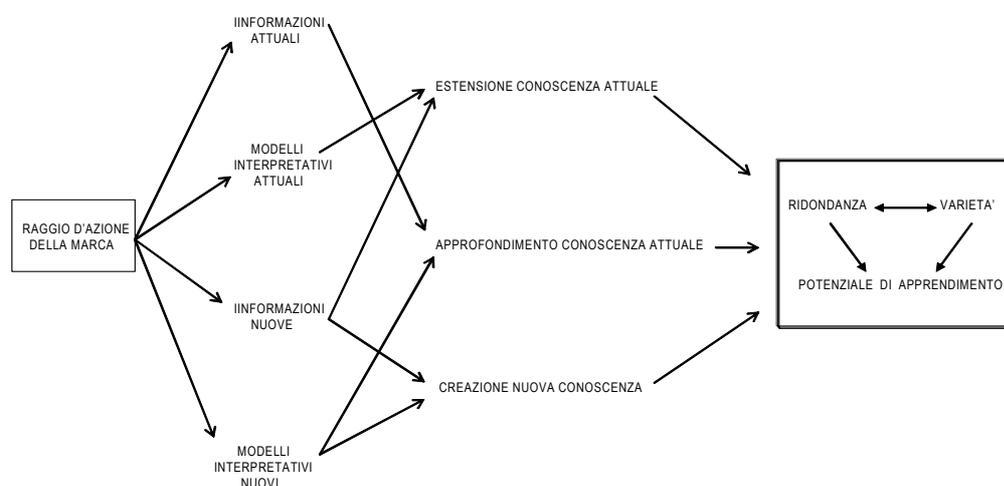 IINFORMAZIONI
ATTUALI
ESTENSIONE CONOSCENZA ATTUALE
MODELLI
INTERPRETATIVI
ATTUALI
RAGGIO D'AZIONE
DELLA MARCA
RIDONDANZA
VARIETA'
APPROFONDIMENTO CONOSCENZA ATTUALE
POTENZIALE DI APPRENDIMENTO
IINFORMAZIONI
NUOVE
CREAZIONE NUOVA CONOSCENZA
MODELLI
INTERPRETATIVI
NUOVI